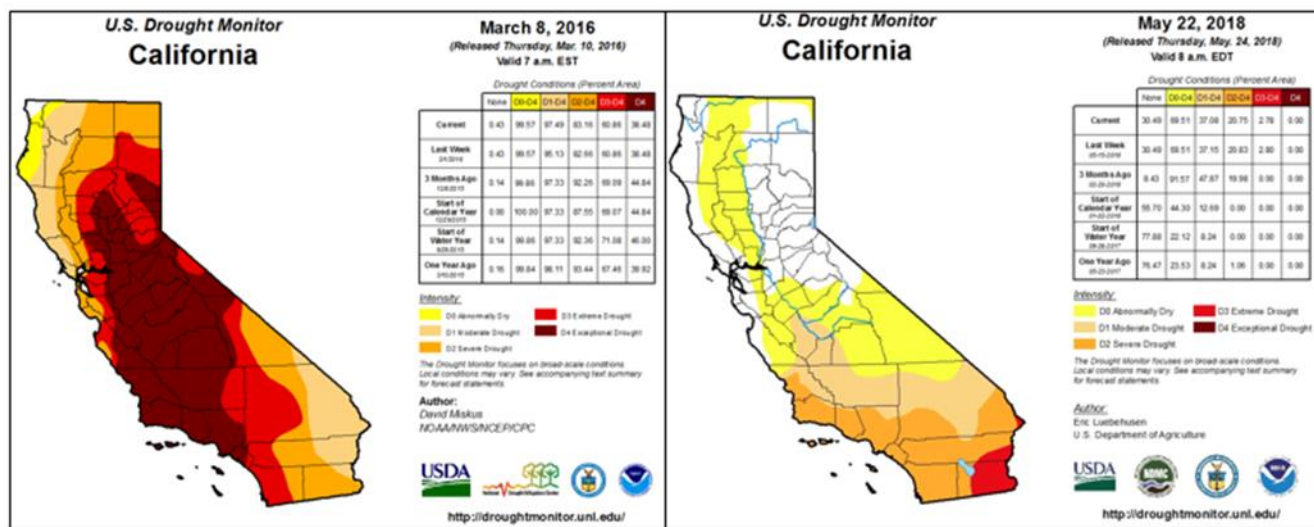 U.S. Drought Monitor
California
March 8, 2016
(Released Thursday, Mar. 10, 2016)
Valid 7 a.m. EST
Drought Conditions (Percent Area)
None D0-D4 D1-D4 D2-D4 D3-D4 D4
Current 0.43 99.57 97.49 83.16 60.86 38.48
Last Week 0.43 99.57 95.13 82.66 60.86 38.48
3 Months Ago 0.14 99.86 97.33 92.26 69.09 44.84
Start of Calendar Year 0.00 100.00 97.33 87.55 69.07 44.84
Start of Water Year 0.14 99.86 97.33 92.36 71.08 46.00
One Year Ago 0.16 99.84 98.11 93.44 67.46 39.92
Intensity:
D0 Abnormally Dry D3 Extreme Drought
D1 Moderate Drought D4 Exceptional Drought
D2 Severe Drought
The Drought Monitor focuses on broad-scale conditions.
Local conditions may vary. See accompanying text summary
for forecast statements.
Author:
David Miskus
NOAA/NWS/NCEP/CPC
USDA
http://droughtmonitor.unl.edu/
U.S. Drought Monitor
California
May 22, 2018
(Released Thursday, May. 24, 2018)
Valid 8 a.m. EDT
Drought Conditions (Percent Area)
None D0-D4 D1-D4 D2-D4 D3-D4 D4
Current 30.49 69.51 37.08 20.75 2.78 0.00
Last Week 30.49 69.51 37.15 20.83 2.80 0.00
3 Months Ago 8.43 91.57 47.87 19.98 0.00 0.00
Start of Calendar Year 55.70 44.30 12.69 0.00 0.00 0.00
Start of Water Year 77.88 22.12 8.24 0.00 0.00 0.00
One Year Ago 76.47 23.53 8.24 1.06 0.00 0.00
Intensity:
D0 Abnormally Dry D3 Extreme Drought
D1 Moderate Drought D4 Exceptional Drought
D2 Severe Drought
The Drought Monitor focuses on broad-scale conditions.
Local conditions may vary. See accompanying text summary
for forecast statements.
Author:
Eric Luebehusen
U.S. Department of Agriculture
USDA
http://droughtmonitor.unl.edu/